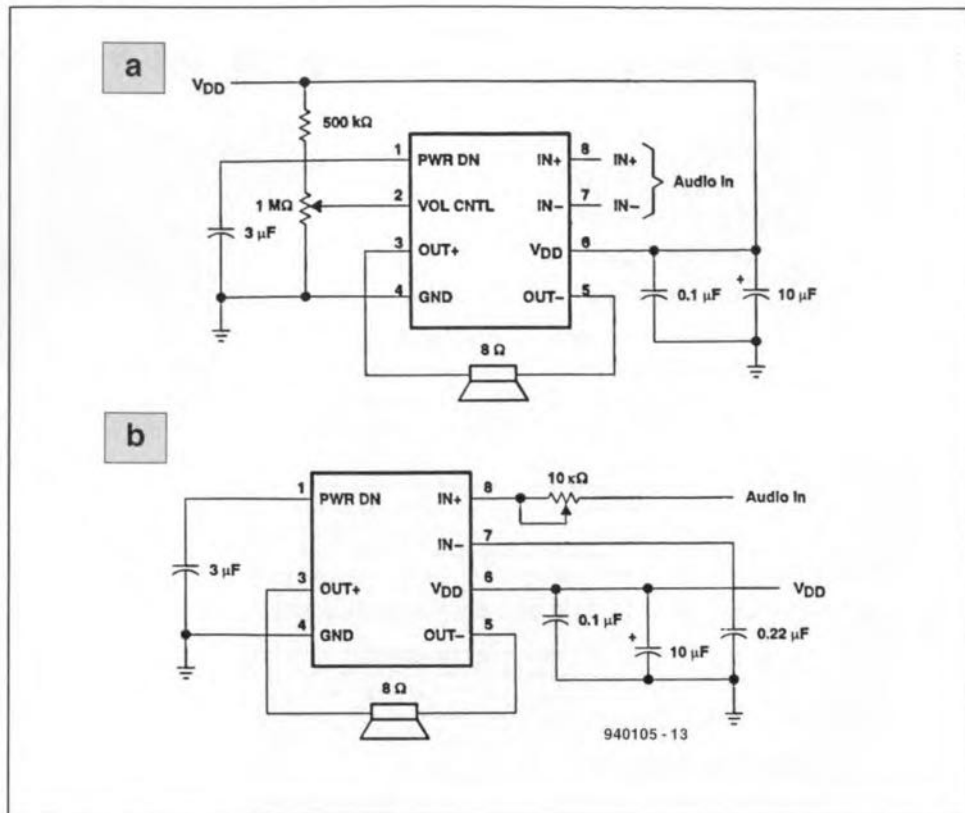 a
VDD
500 kΩ
1 PWR DN
IN+ 8 IN+
Audio In
1 MΩ
2 VOL CNTL
IN− 7 IN−
3 µF
3 OUT+
VDD 6
4 GND
OUT− 5
0.1 µF
+ 10 µF
8 Ω
b
1 PWR DN
IN+ 8
10 κΩ
Audio In
IN− 7
3 µF
3 OUT+
VDD 6
VDD
4 GND
OUT− 5
0.1 µF
+ 10 µF
0.22 µF
8 Ω
940105 - 13